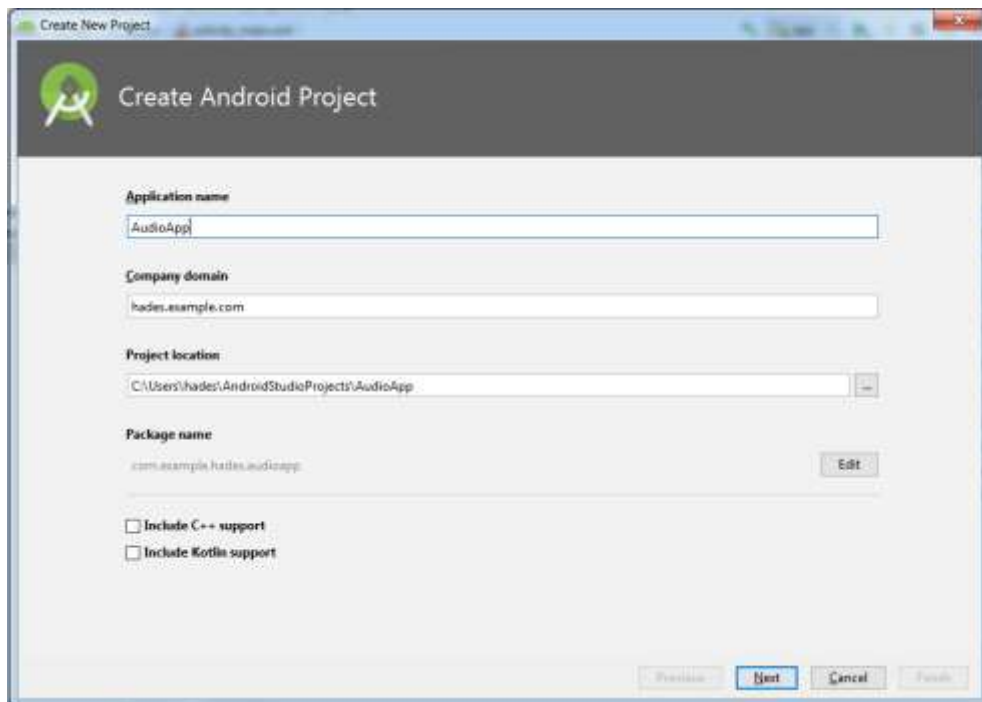 Create New Project
Create Android Project
Application name
AudioApp
Company domain
hades.example.com
Project location
C:\Users\hades\AndroidStudioProjects\AudioApp
...
Package name
com.example.hades.audioapp
Edit
Include C++ support
Include Kotlin support
Previous
Next
Cancel
Finish